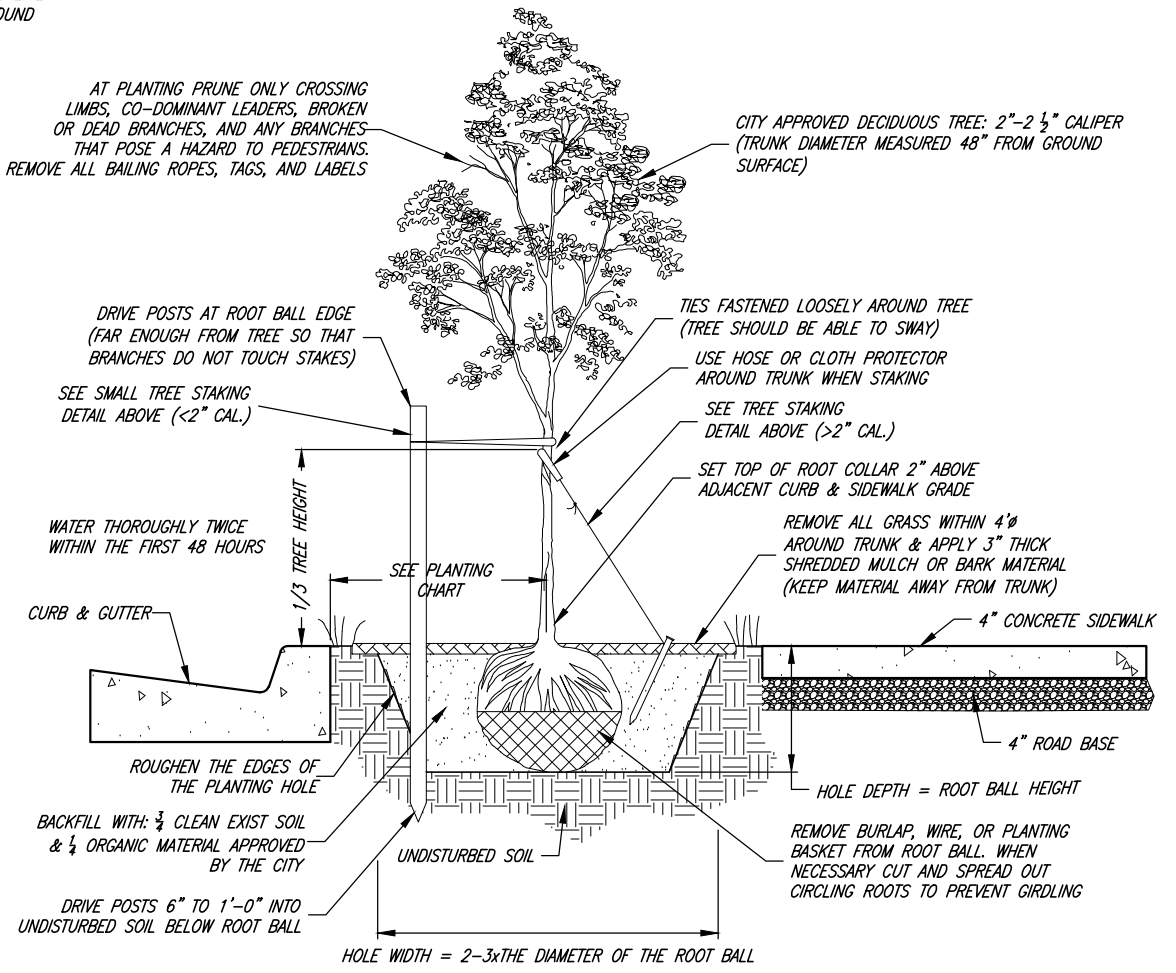 OUND
AT PLANTING PRUNE ONLY CROSSING
LIMBS, CO-DOMINANT LEADERS, BROKEN
OR DEAD BRANCHES, AND ANY BRANCHES
THAT POSE A HAZARD TO PEDESTRIANS.
REMOVE ALL BAILING ROPES, TAGS, AND LABELS
CITY APPROVED DECIDUOUS TREE: 2"-2 1/2" CALIPER
(TRUNK DIAMETER MEASURED 48" FROM GROUND
SURFACE)
DRIVE POSTS AT ROOT BALL EDGE
(FAR ENOUGH FROM TREE SO THAT
BRANCHES DO NOT TOUCH STAKES)
SEE SMALL TREE STAKING
DETAIL ABOVE (<2" CAL.)
TIES FASTENED LOOSELY AROUND TREE
(TREE SHOULD BE ABLE TO SWAY)
USE HOSE OR CLOTH PROTECTOR
AROUND TRUNK WHEN STAKING
SEE TREE STAKING
DETAIL ABOVE (>2" CAL.)
SET TOP OF ROOT COLLAR 2" ABOVE
ADJACENT CURB & SIDEWALK GRADE
WATER THOROUGHLY TWICE
WITHIN THE FIRST 48 HOURS
1/3 TREE HEIGHT
SEE PLANTING
CHART
REMOVE ALL GRASS WITHIN 4'ø
AROUND TRUNK & APPLY 3" THICK
SHREDDED MULCH OR BARK MATERIAL
(KEEP MATERIAL AWAY FROM TRUNK)
CURB & GUTTER
4" CONCRETE SIDEWALK
4" ROAD BASE
ROUGHEN THE EDGES OF
THE PLANTING HOLE
HOLE DEPTH = ROOT BALL HEIGHT
BACKFILL WITH: 3/4 CLEAN EXIST SOIL
& 1/4 ORGANIC MATERIAL APPROVED
BY THE CITY
UNDISTURBED SOIL
REMOVE BURLAP, WIRE, OR PLANTING
BASKET FROM ROOT BALL. WHEN
NECESSARY CUT AND SPREAD OUT
CIRCLING ROOTS TO PREVENT GIRDLING
DRIVE POSTS 6" TO 1'-0" INTO
UNDISTURBED SOIL BELOW ROOT BALL
HOLE WIDTH = 2-3xTHE DIAMETER OF THE ROOT BALL